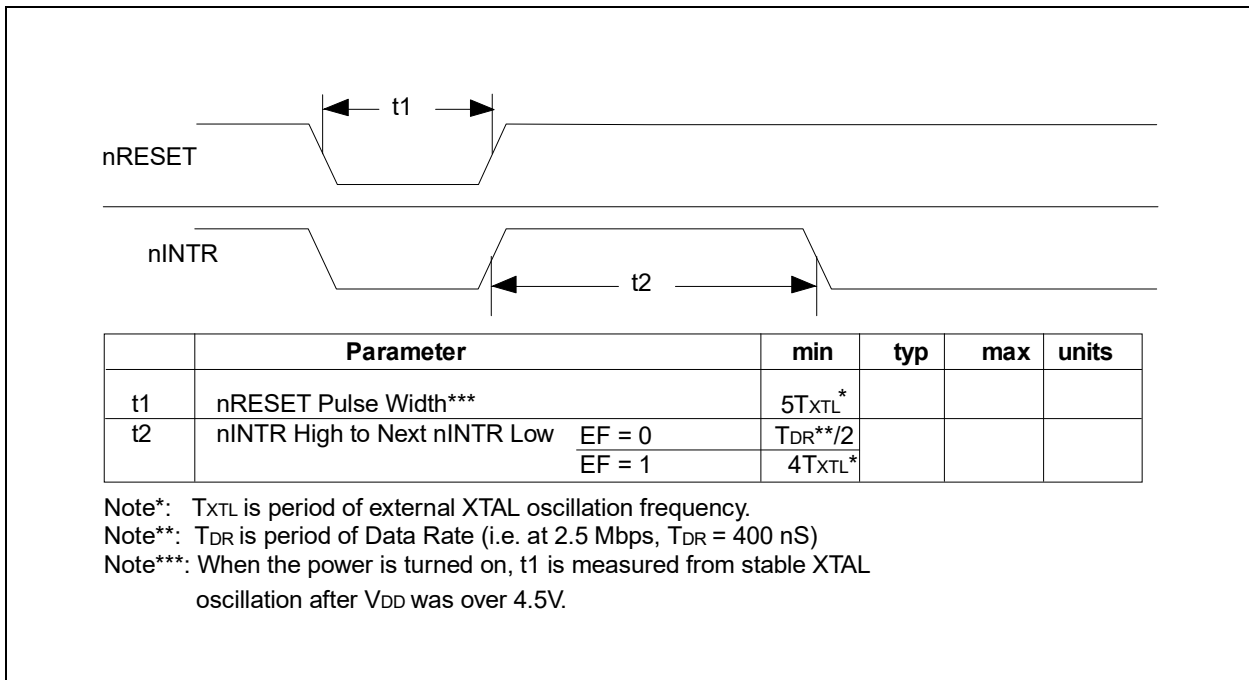 t1
nRESET
nINTR
t2
Parameter min typ max units
t1 nRESET Pulse Width*** 5TXTL*
t2 nINTR High to Next nINTR Low EF = 0 TDR**/2
EF = 1 4TXTL*
Note*: TXTL is period of external XTAL oscillation frequency.
Note**: TDR is period of Data Rate (i.e. at 2.5 Mbps, TDR = 400 nS)
Note***: When the power is turned on, t1 is measured from stable XTAL
oscillation after VDD was over 4.5V.